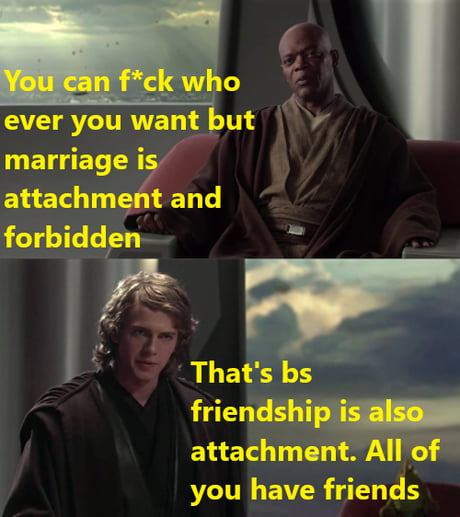 You can f*ck who
ever you want but
marriage is
attachment and
forbidden
That's bs
friendship is also
attachment. All of
you have friends